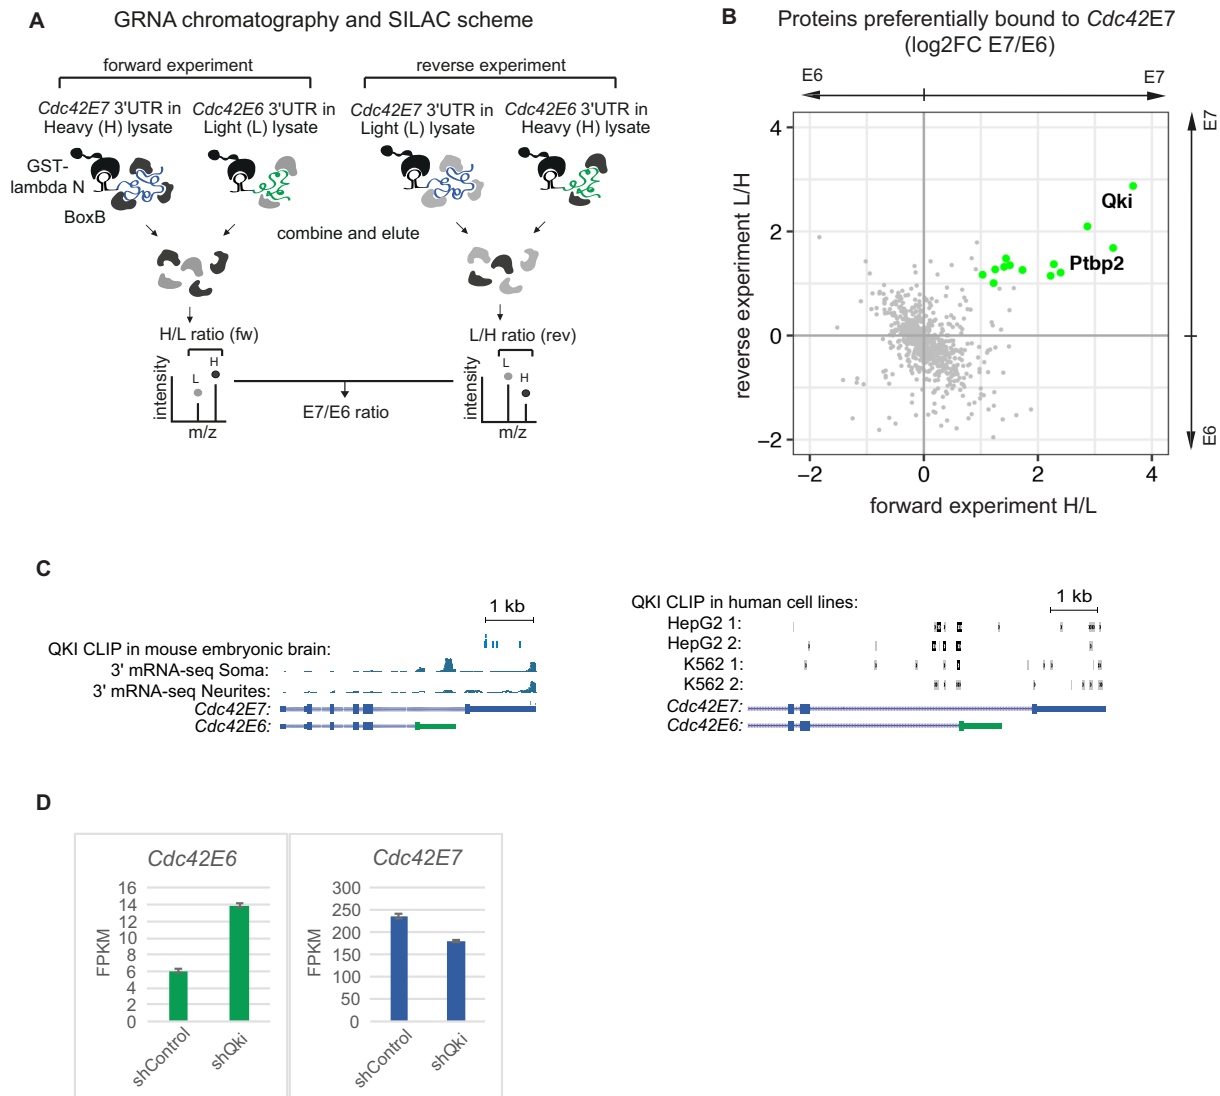 A
GRNA chromatography and SILAC scheme
forward experiment
reverse experiment
Cdc42E7 3'UTR in
Heavy (H) lysate
Cdc42E6 3'UTR in
Light (L) lysate
Cdc42E7 3'UTR in
Light (L) lysate
Cdc42E6 3'UTR in
Heavy (H) lysate
GST-
lambda N
BoxB
combine and elute
H/L ratio (fw)
L/H ratio (rev)
intensity
L
H
m/z
E7/E6 ratio
intensity
L
H
m/z
B
Proteins preferentially bound to Cdc42E7
(log2FC E7/E6)
E6
E7
reverse experiment L/H
4
2
0
−2
Qki
Ptbp2
E7
E6
−2
0
2
4
forward experiment H/L
C
1 kb
QKI CLIP in mouse embryonic brain:
3' mRNA-seq Soma:
3' mRNA-seq Neurites:
Cdc42E7:
Cdc42E6:
QKI CLIP in human cell lines:
1 kb
HepG2 1:
HepG2 2:
K562 1:
K562 2:
Cdc42E7:
Cdc42E6:
D
Cdc42E6
FPKM
16
14
12
10
8
6
4
2
0
shControl
shQki
Cdc42E7
FPKM
300
250
200
150
100
50
0
shControl
shQki